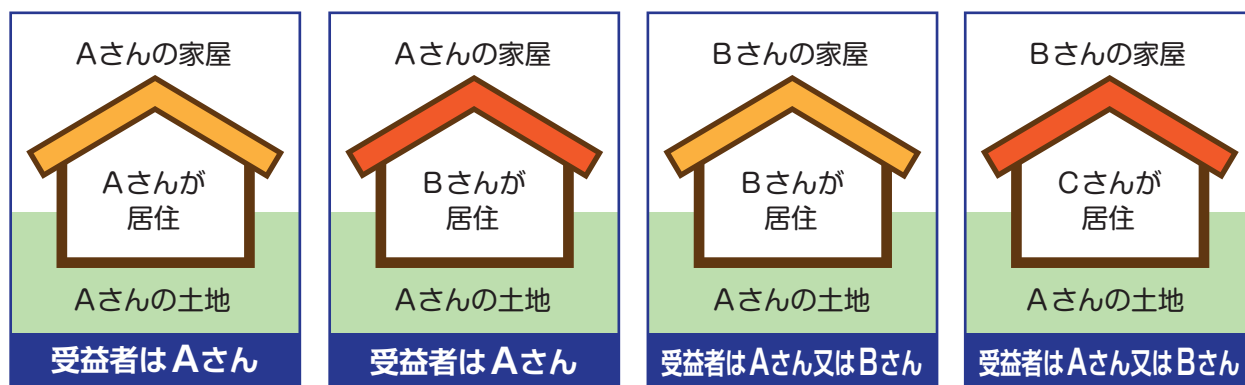 Aさんの家屋
Aさんが
居住
Aさんの土地
受益者はAさん
Aさんの家屋
Bさんが
居住
Aさんの土地
受益者はAさん
Bさんの家屋
Bさんが
居住
Aさんの土地
受益者はAさん又はBさん
Bさんの家屋
Cさんが
居住
Aさんの土地
受益者はAさん又はBさん